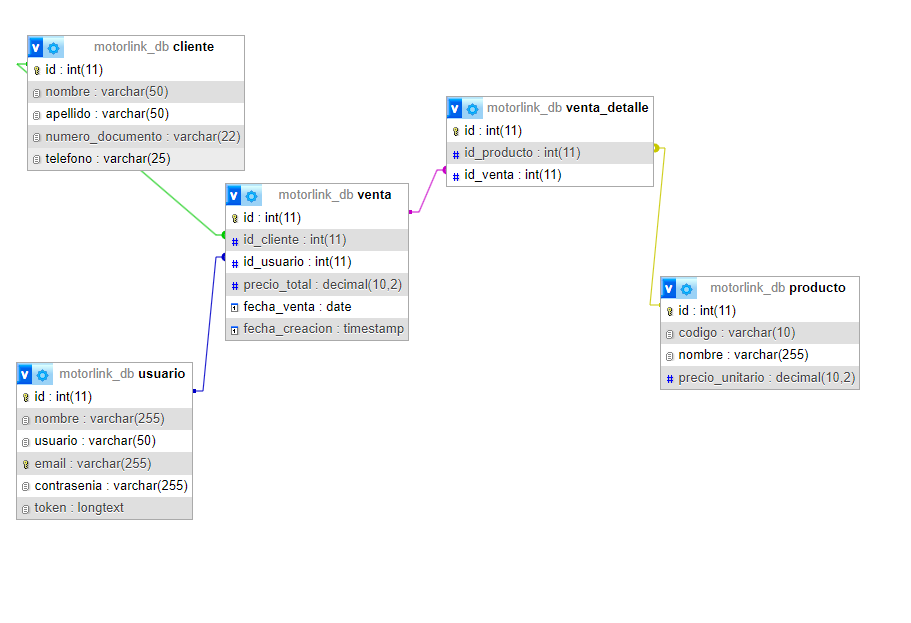 motorlink_db cliente
id : int(11)
nombre : varchar(50)
apellido : varchar(50)
numero_documento : varchar(22)
telefono : varchar(25)
motorlink_db venta_detalle
id : int(11)
id_producto : int(11)
id_venta : int(11)
motorlink_db venta
id : int(11)
id_cliente : int(11)
id_usuario : int(11)
precio_total : decimal(10,2)
fecha_venta : date
fecha_creacion : timestamp
motorlink_db producto
id : int(11)
codigo : varchar(10)
nombre : varchar(255)
precio_unitario : decimal(10,2)
motorlink_db usuario
id : int(11)
nombre : varchar(255)
usuario : varchar(50)
email : varchar(255)
contrasenia : varchar(255)
token : longtext